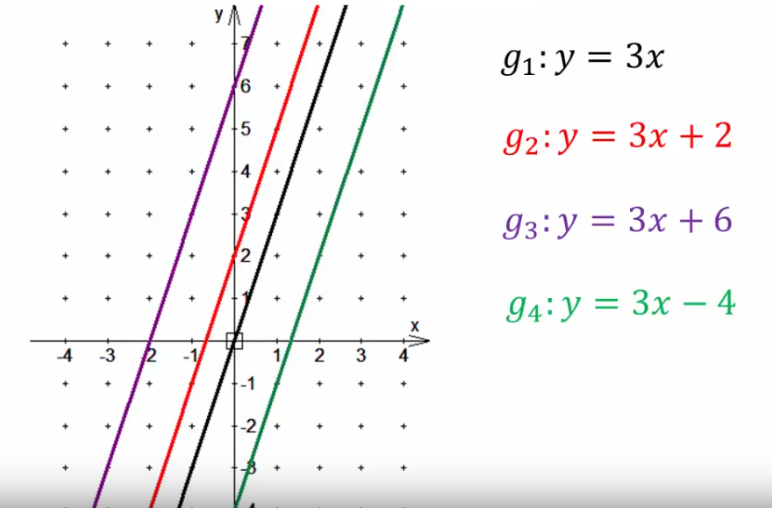 y
7
6
5
4
3
2
1
x
-4 -3 -2 -1 1 2 3 4
-1
-2
-3
g₁: y = 3x
g₂: y = 3x + 2
g₃: y = 3x + 6
g₄: y = 3x − 4